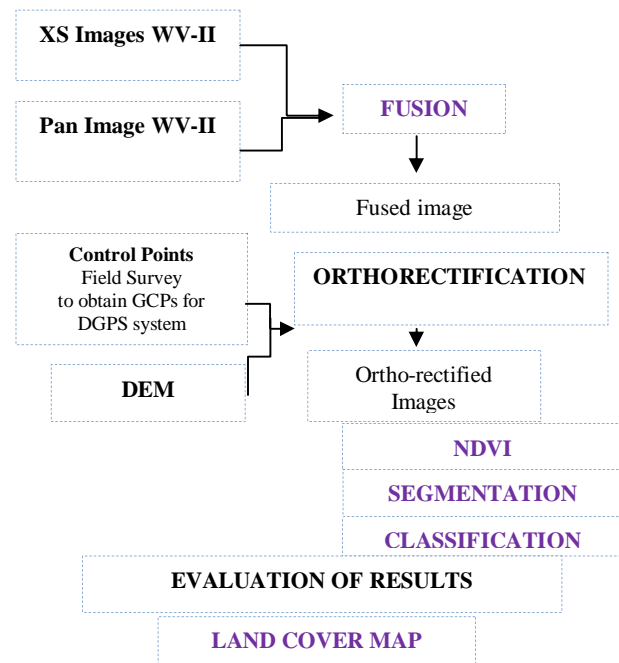 XS Images WV-II
Pan Image WV-II
FUSION
Fused image
Control Points
Field Survey
to obtain GCPs for
DGPS system
DEM
ORTHORECTIFICATION
Ortho-rectified
Images
NDVI
SEGMENTATION
CLASSIFICATION
EVALUATION OF RESULTS
LAND COVER MAP